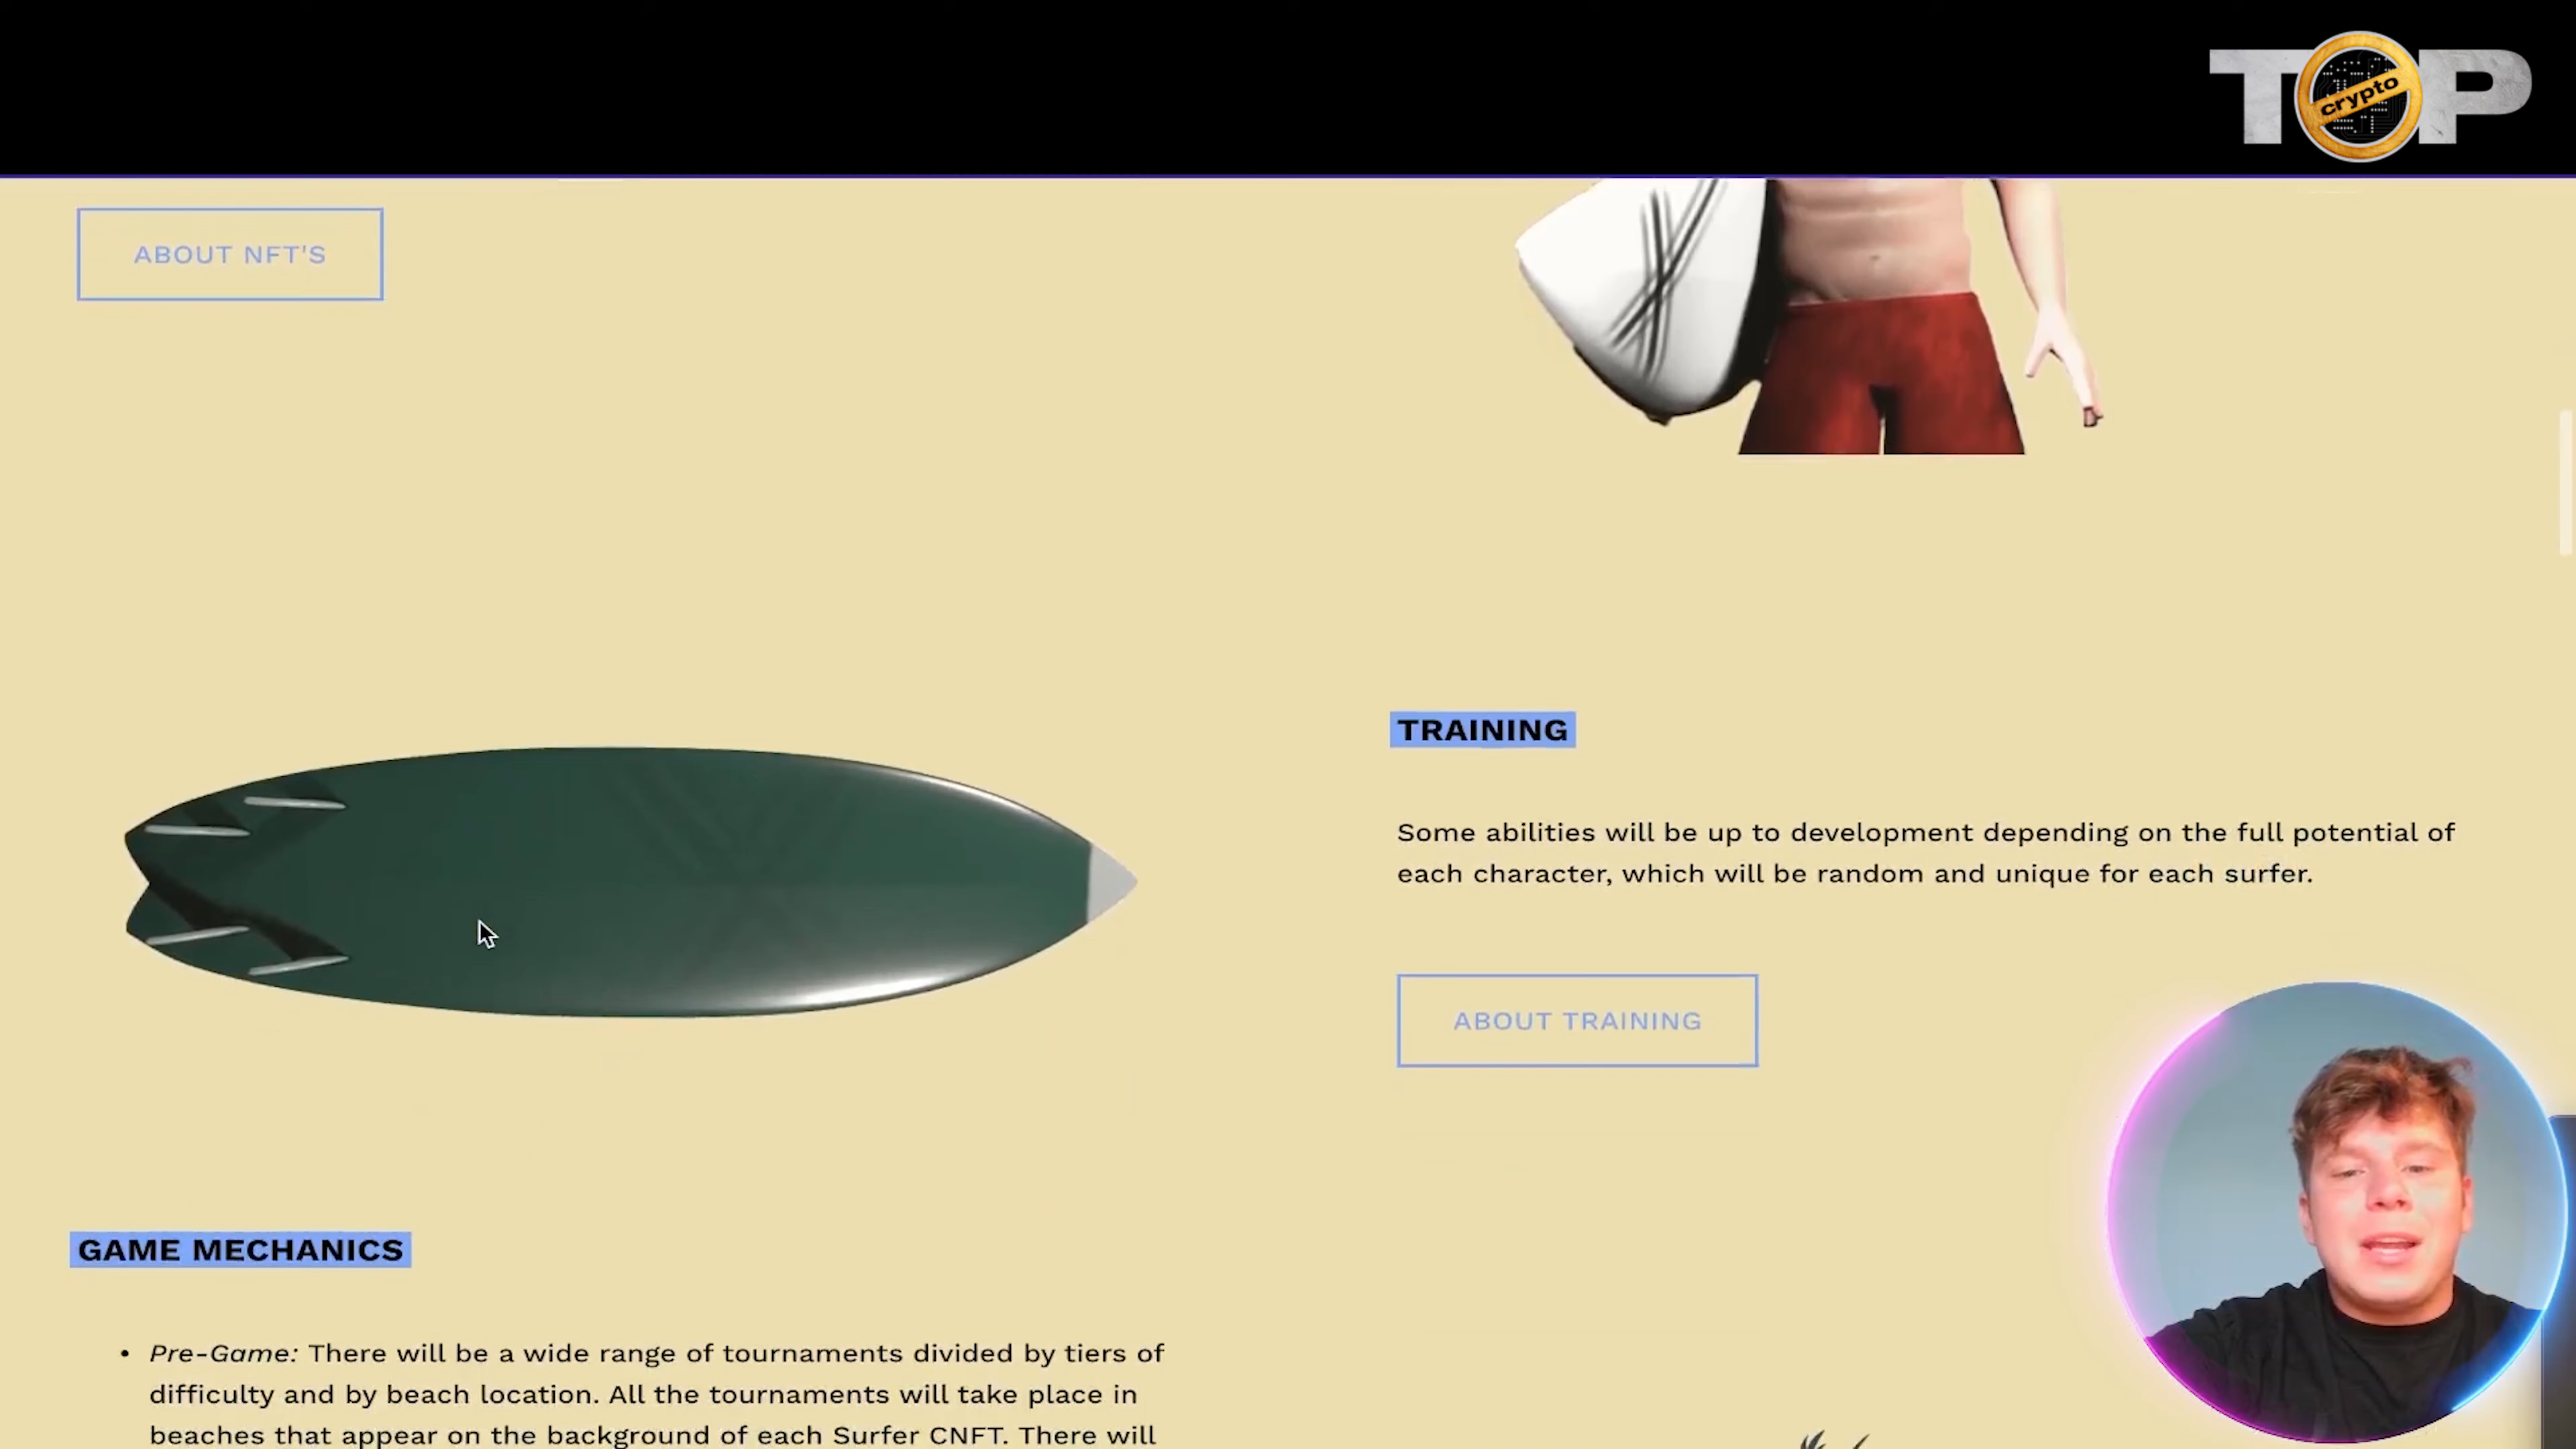 TOP
crypto
ABOUT NFT'S
TRAINING
Some abilities will be up to development depending on the full potential of
each character, which will be random and unique for each surfer.
ABOUT TRAINING
GAME MECHANICS
• Pre-Game: There will be a wide range of tournaments divided by tiers of
difficulty and by beach location. All the tournaments will take place in
beaches that appear on the background of each Surfer CNFT. There will